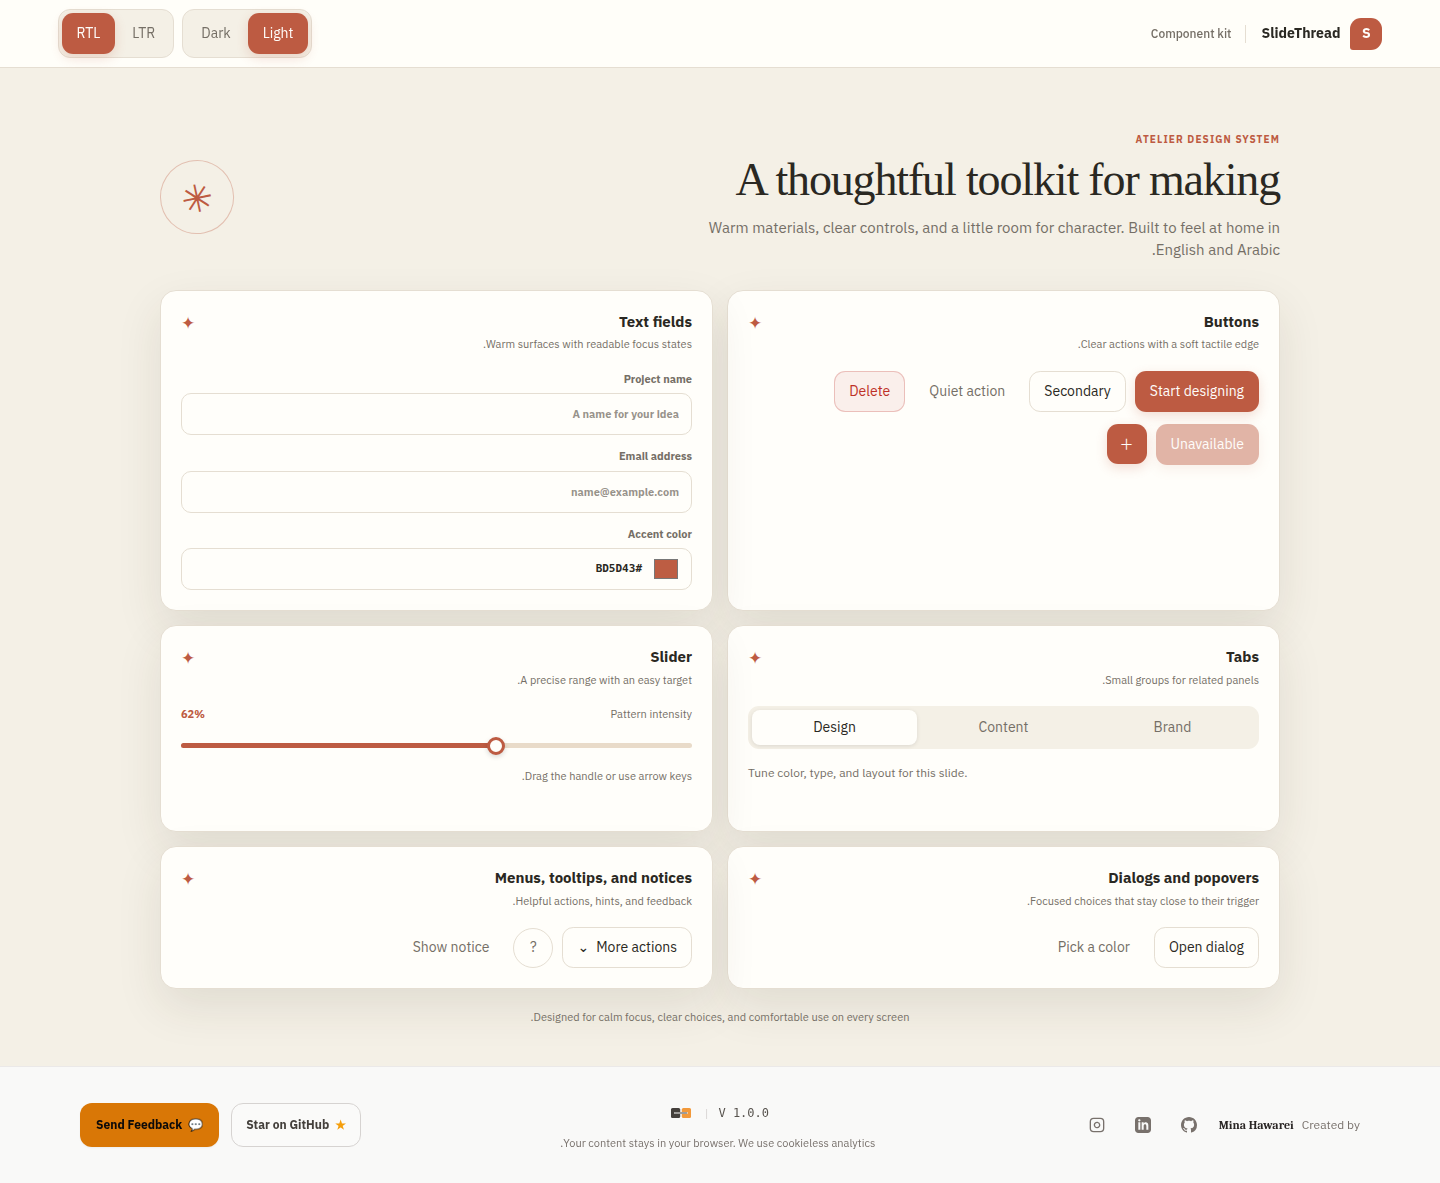 RTL LTR Dark Light Component kit SlideThread S
ATELIER DESIGN SYSTEM
A thoughtful toolkit for making
Warm materials, clear controls, and a little room for character. Built to feel at home in
.English and Arabic
Buttons
.Clear actions with a soft tactile edge
Start designing Secondary Quiet action Delete
Unavailable +
Text fields
.Warm surfaces with readable focus states
Project name
A name for your idea
Email address
name@example.com
Accent color
BD5D43#
Tabs
.Small groups for related panels
Design Content Brand
Tune color, type, and layout for this slide.
Slider
.A precise range with an easy target
62% Pattern intensity
.Drag the handle or use arrow keys
Dialogs and popovers
.Focused choices that stay close to their trigger
Pick a color Open dialog
Menus, tooltips, and notices
.Helpful actions, hints, and feedback
Show notice ? More actions
.Designed for calm focus, clear choices, and comfortable use on every screen
Send Feedback Star on GitHub
V 1.0.0
.Your content stays in your browser. We use cookieless analytics
Mina Hawarei Created by